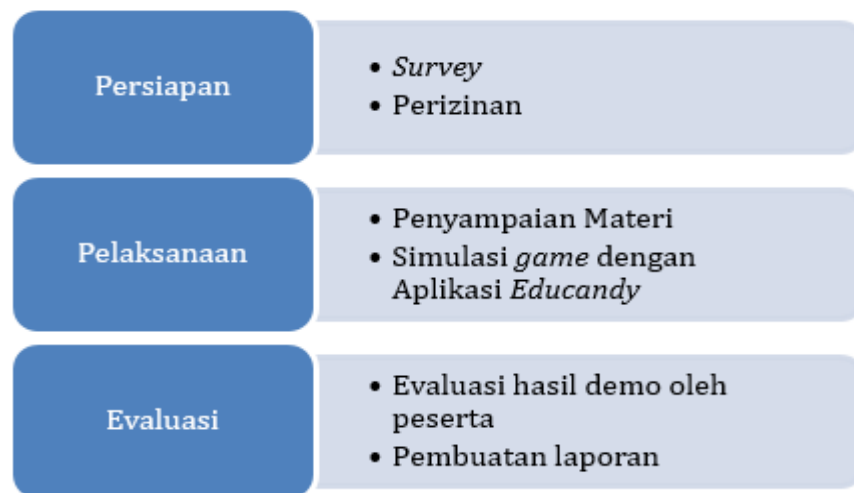 Persiapan
• Survey
• Perizinan
Pelaksanaan
• Penyampaian Materi
• Simulasi game dengan
Aplikasi Educandy
Evaluasi
• Evaluasi hasil demo oleh
peserta
• Pembuatan laporan